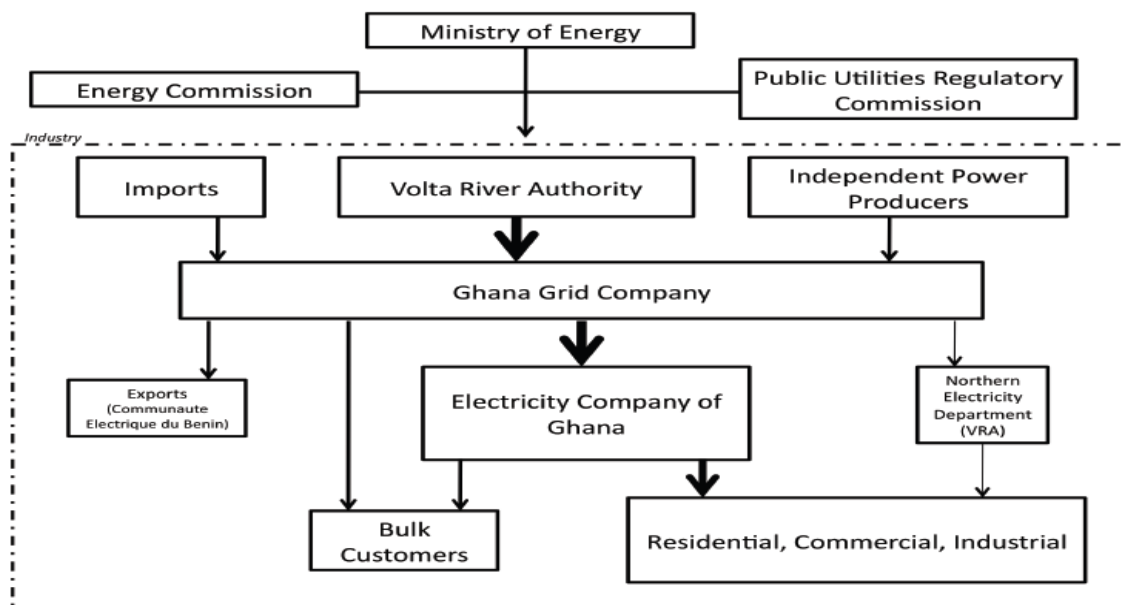 Ministry of Energy
Energy Commission
Public Utilities Regulatory
Commission
Industry
Imports
Volta River Authority
Independent Power
Producers
Ghana Grid Company
Exports
(Communaute
Electrique du Benin)
Electricity Company of
Ghana
Northern
Electricity
Department
(VRA)
Bulk
Customers
Residential, Commercial, Industrial